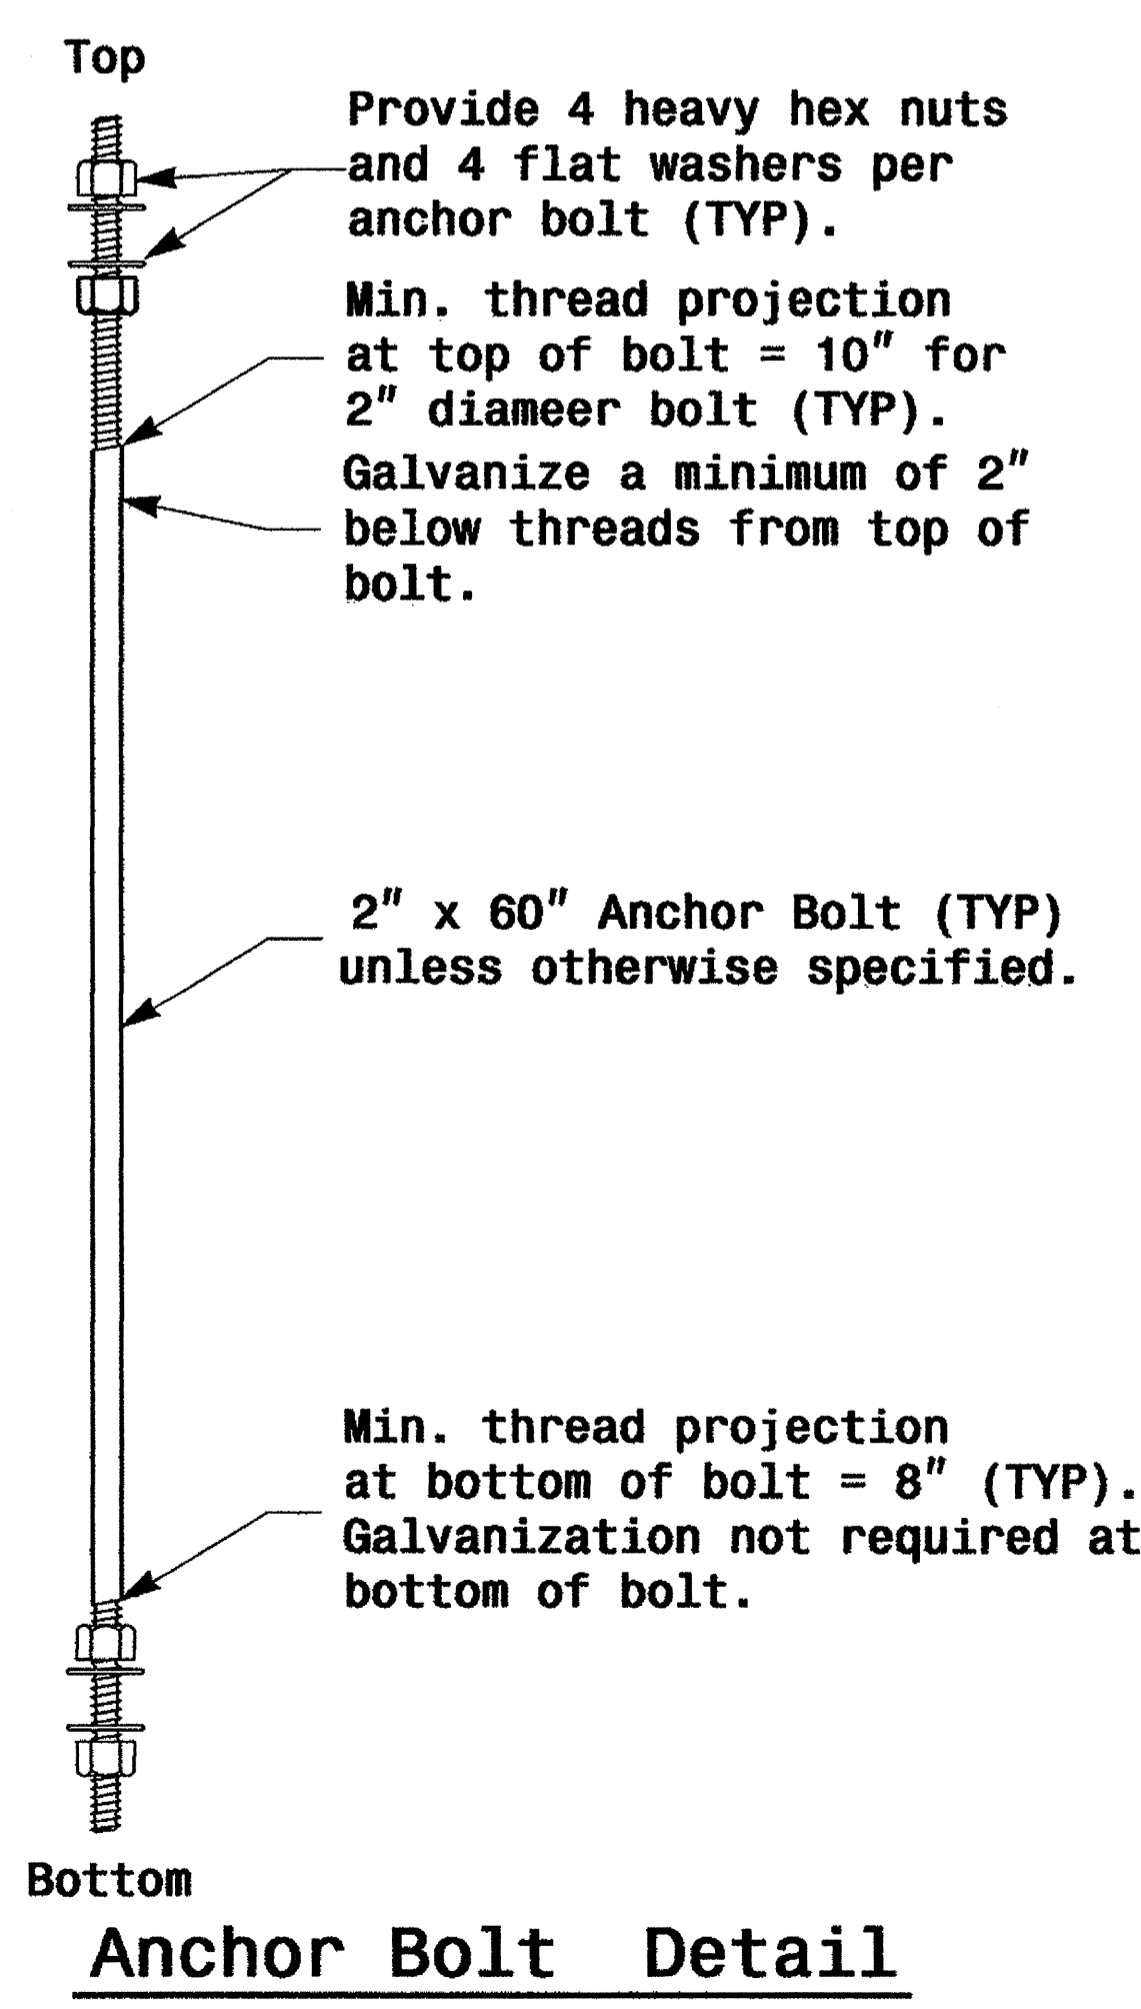 Top
Provide 4 heavy hex nuts
and 4 flat washers per
anchor bolt (TYP).
Min. thread projection
at top of bolt = 10" for
2" diameer bolt (TYP).
Galvanize a minimum of 2"
below threads from top of
bolt.
2" x 60" Anchor Bolt (TYP)
unless otherwise specified.
Min. thread projection
at bottom of bolt = 8" (TYP).
Galvanization not required at
bottom of bolt.
Bottom
Anchor Bolt Detail